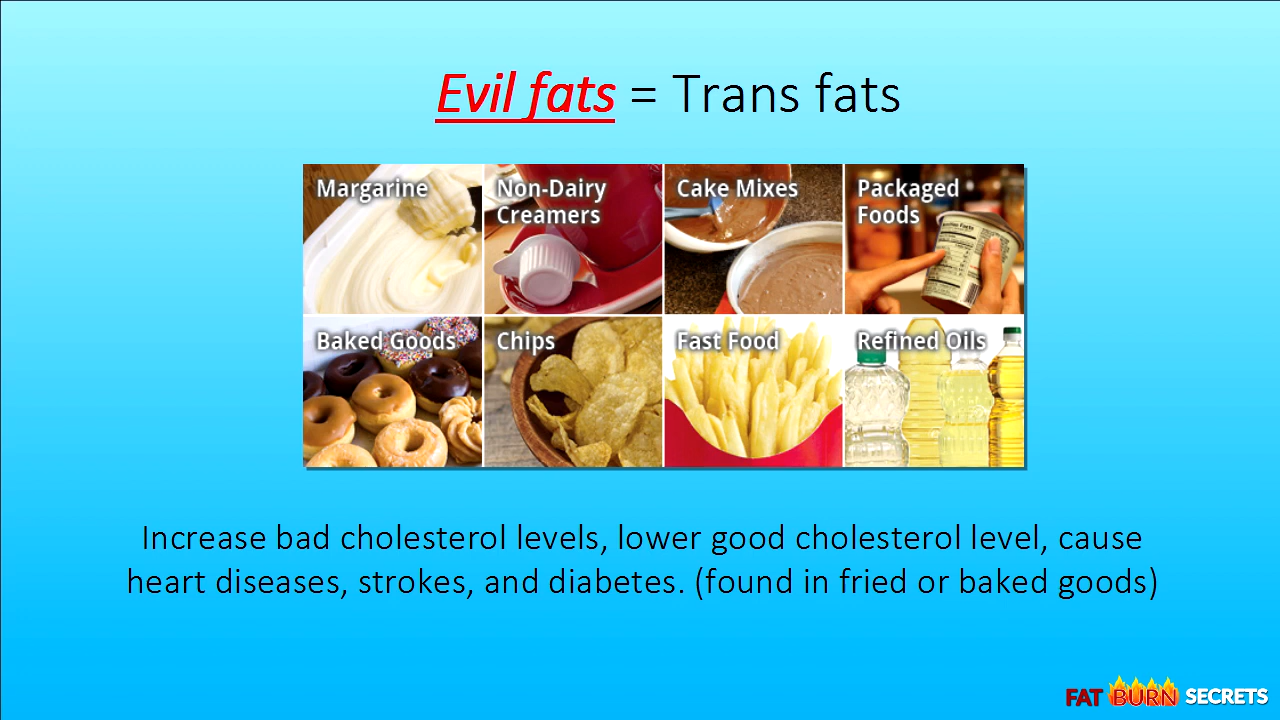 Evil fats = Trans fats
Margarine
Non-Dairy
Creamers
Cake Mixes
Packaged
Foods
Baked Goods
Chips
Fast Food
Refined Oils
Increase bad cholesterol levels, lower good cholesterol level, cause
heart diseases, strokes, and diabetes. (found in fried or baked goods)
FAT BURN SECRETS